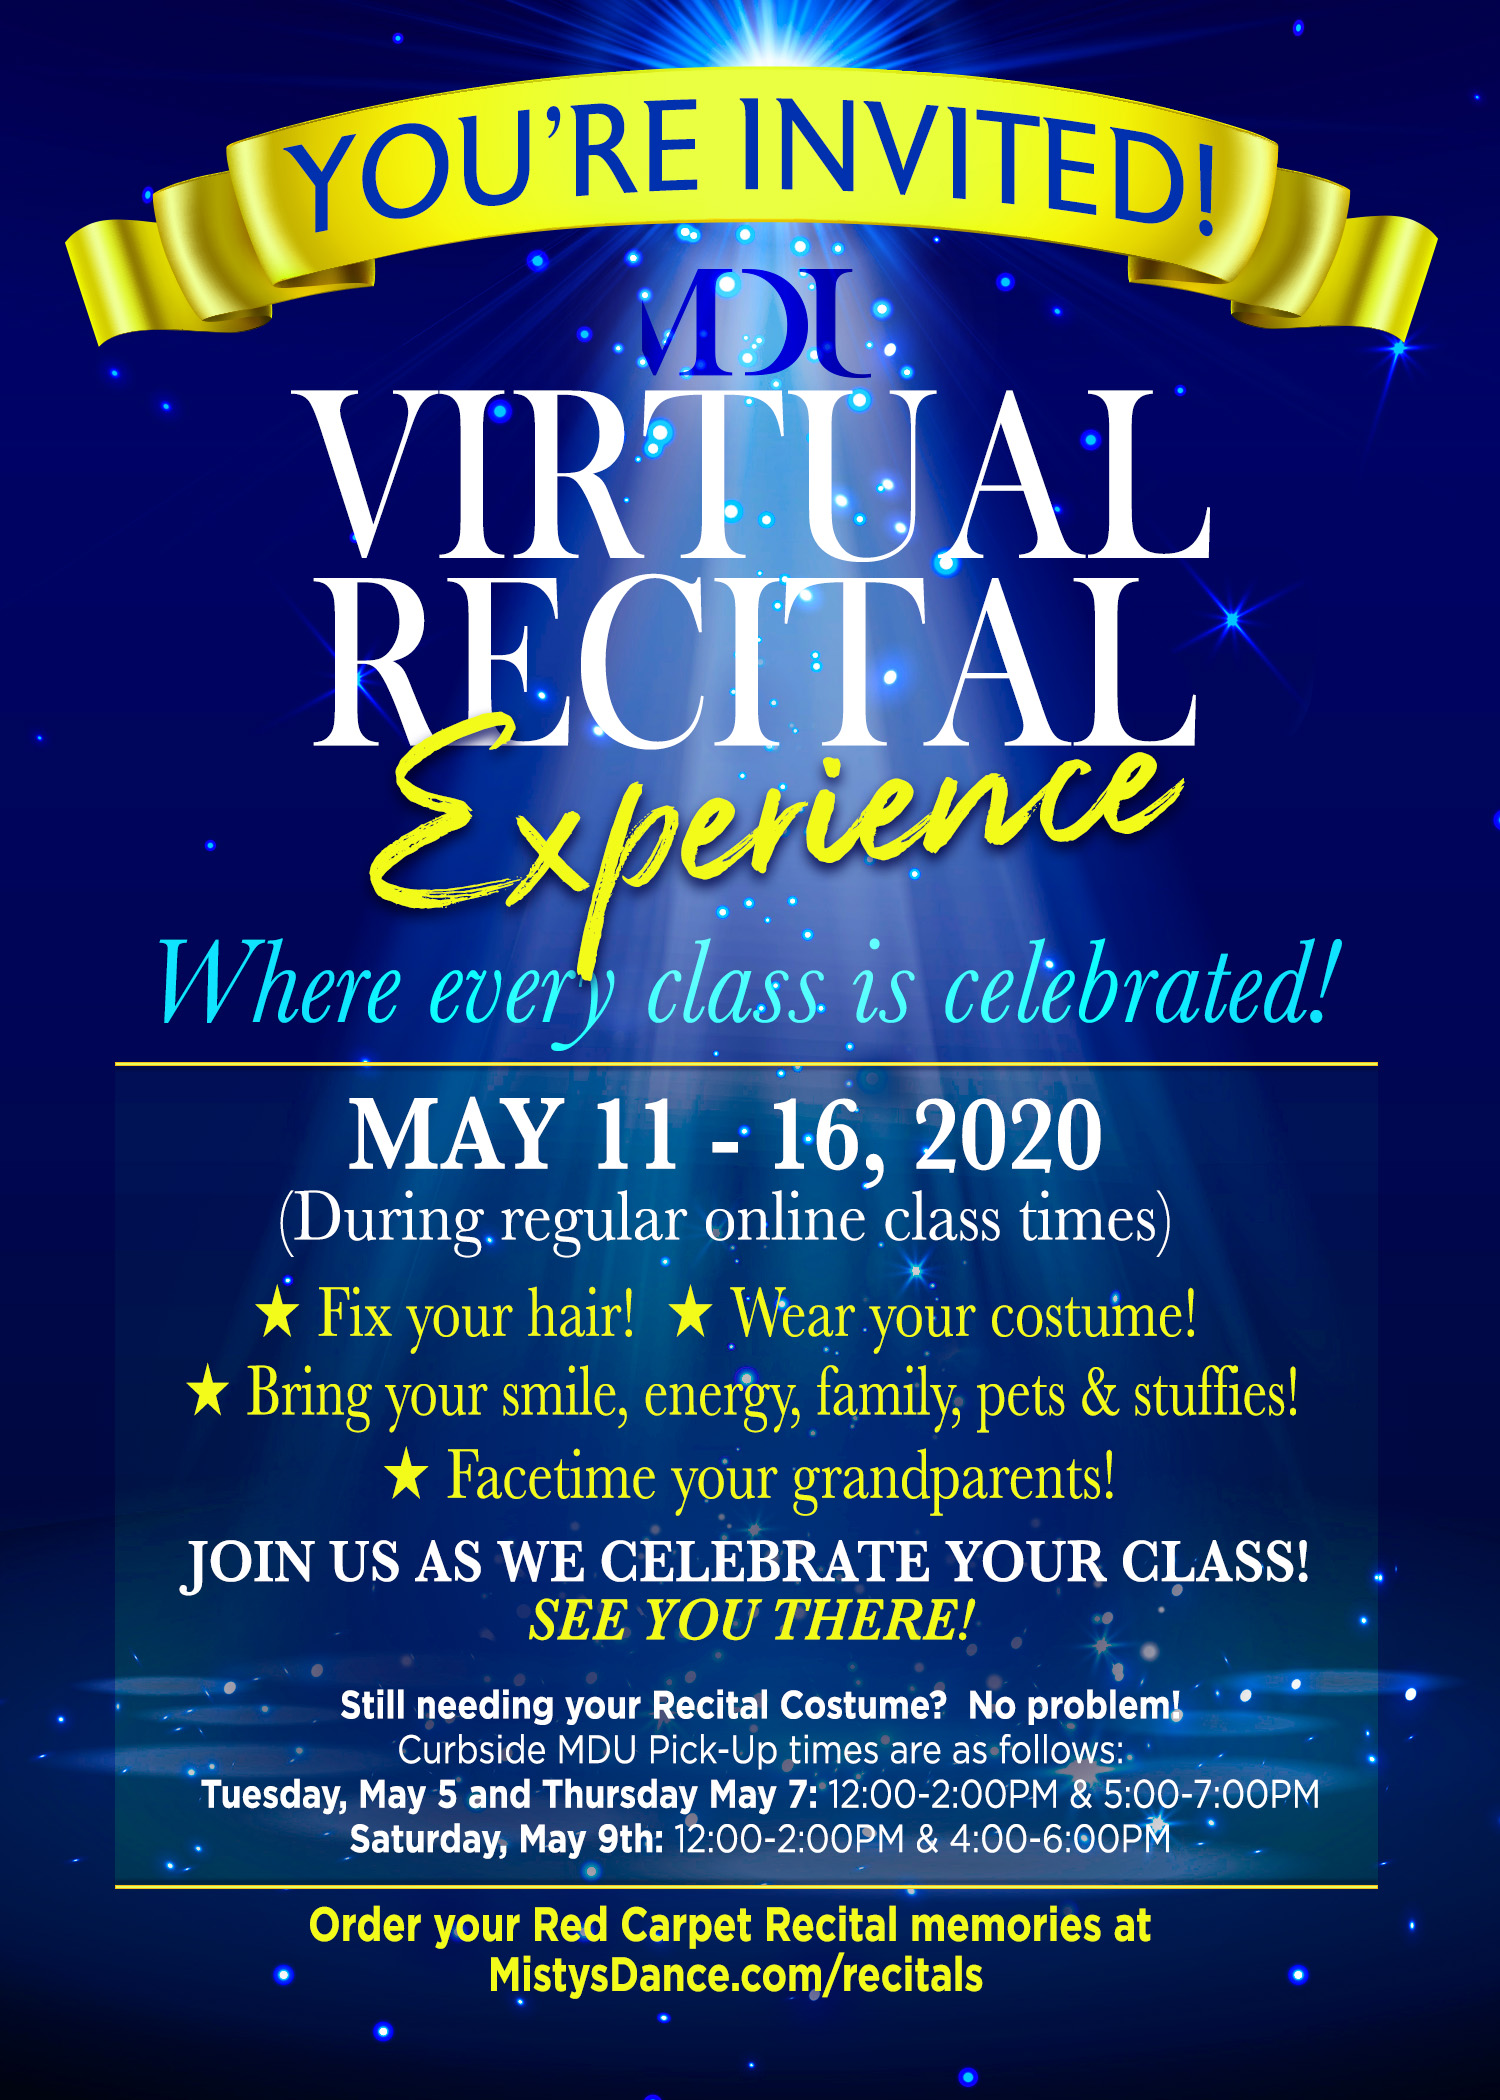 YOU'RE INVITED!
MDU
VIRTUAL
RECITAL
Experience
Where every class is celebrated!
MAY 11 - 16, 2020
(During regular online class times)
★ Fix your hair! ★ Wear your costume!
★ Bring your smile, energy, family, pets & stuffies!
★ Facetime your grandparents!
JOIN US AS WE CELEBRATE YOUR CLASS!
SEE YOU THERE!
Still needing your Recital Costume? No problem!
Curbside MDU Pick-Up times are as follows:
Tuesday, May 5 and Thursday May 7: 12:00-2:00PM & 5:00-7:00PM
Saturday, May 9th: 12:00-2:00PM & 4:00-6:00PM
Order your Red Carpet Recital memories at
MistysDance.com/recitals